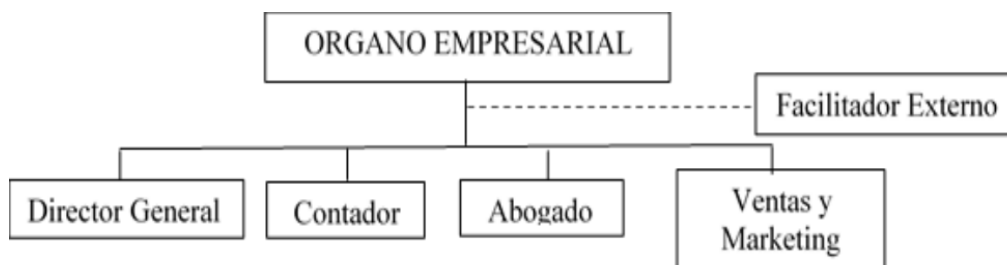 ORGANO EMPRESARIAL
Facilitador Externo
Director General
Contador
Abogado
Ventas y
Marketing